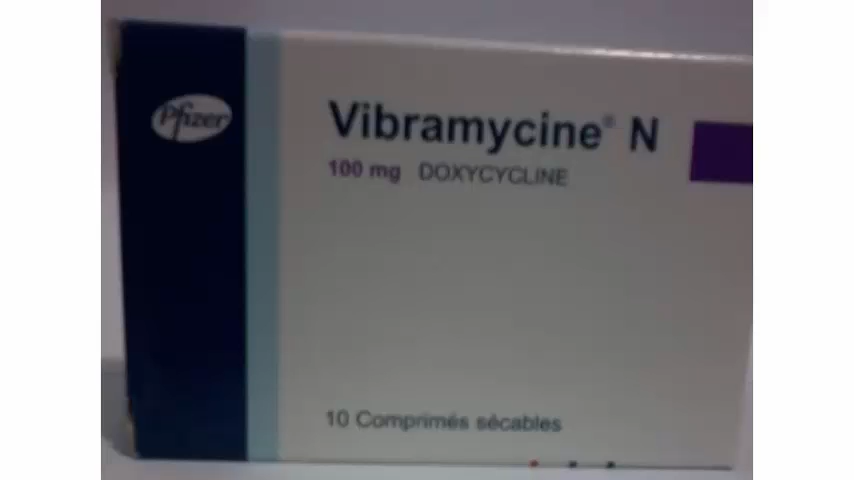 Pfizer
Vibramycine® N
100 mg DOXYCYCLINE
10 Comprimés sécables